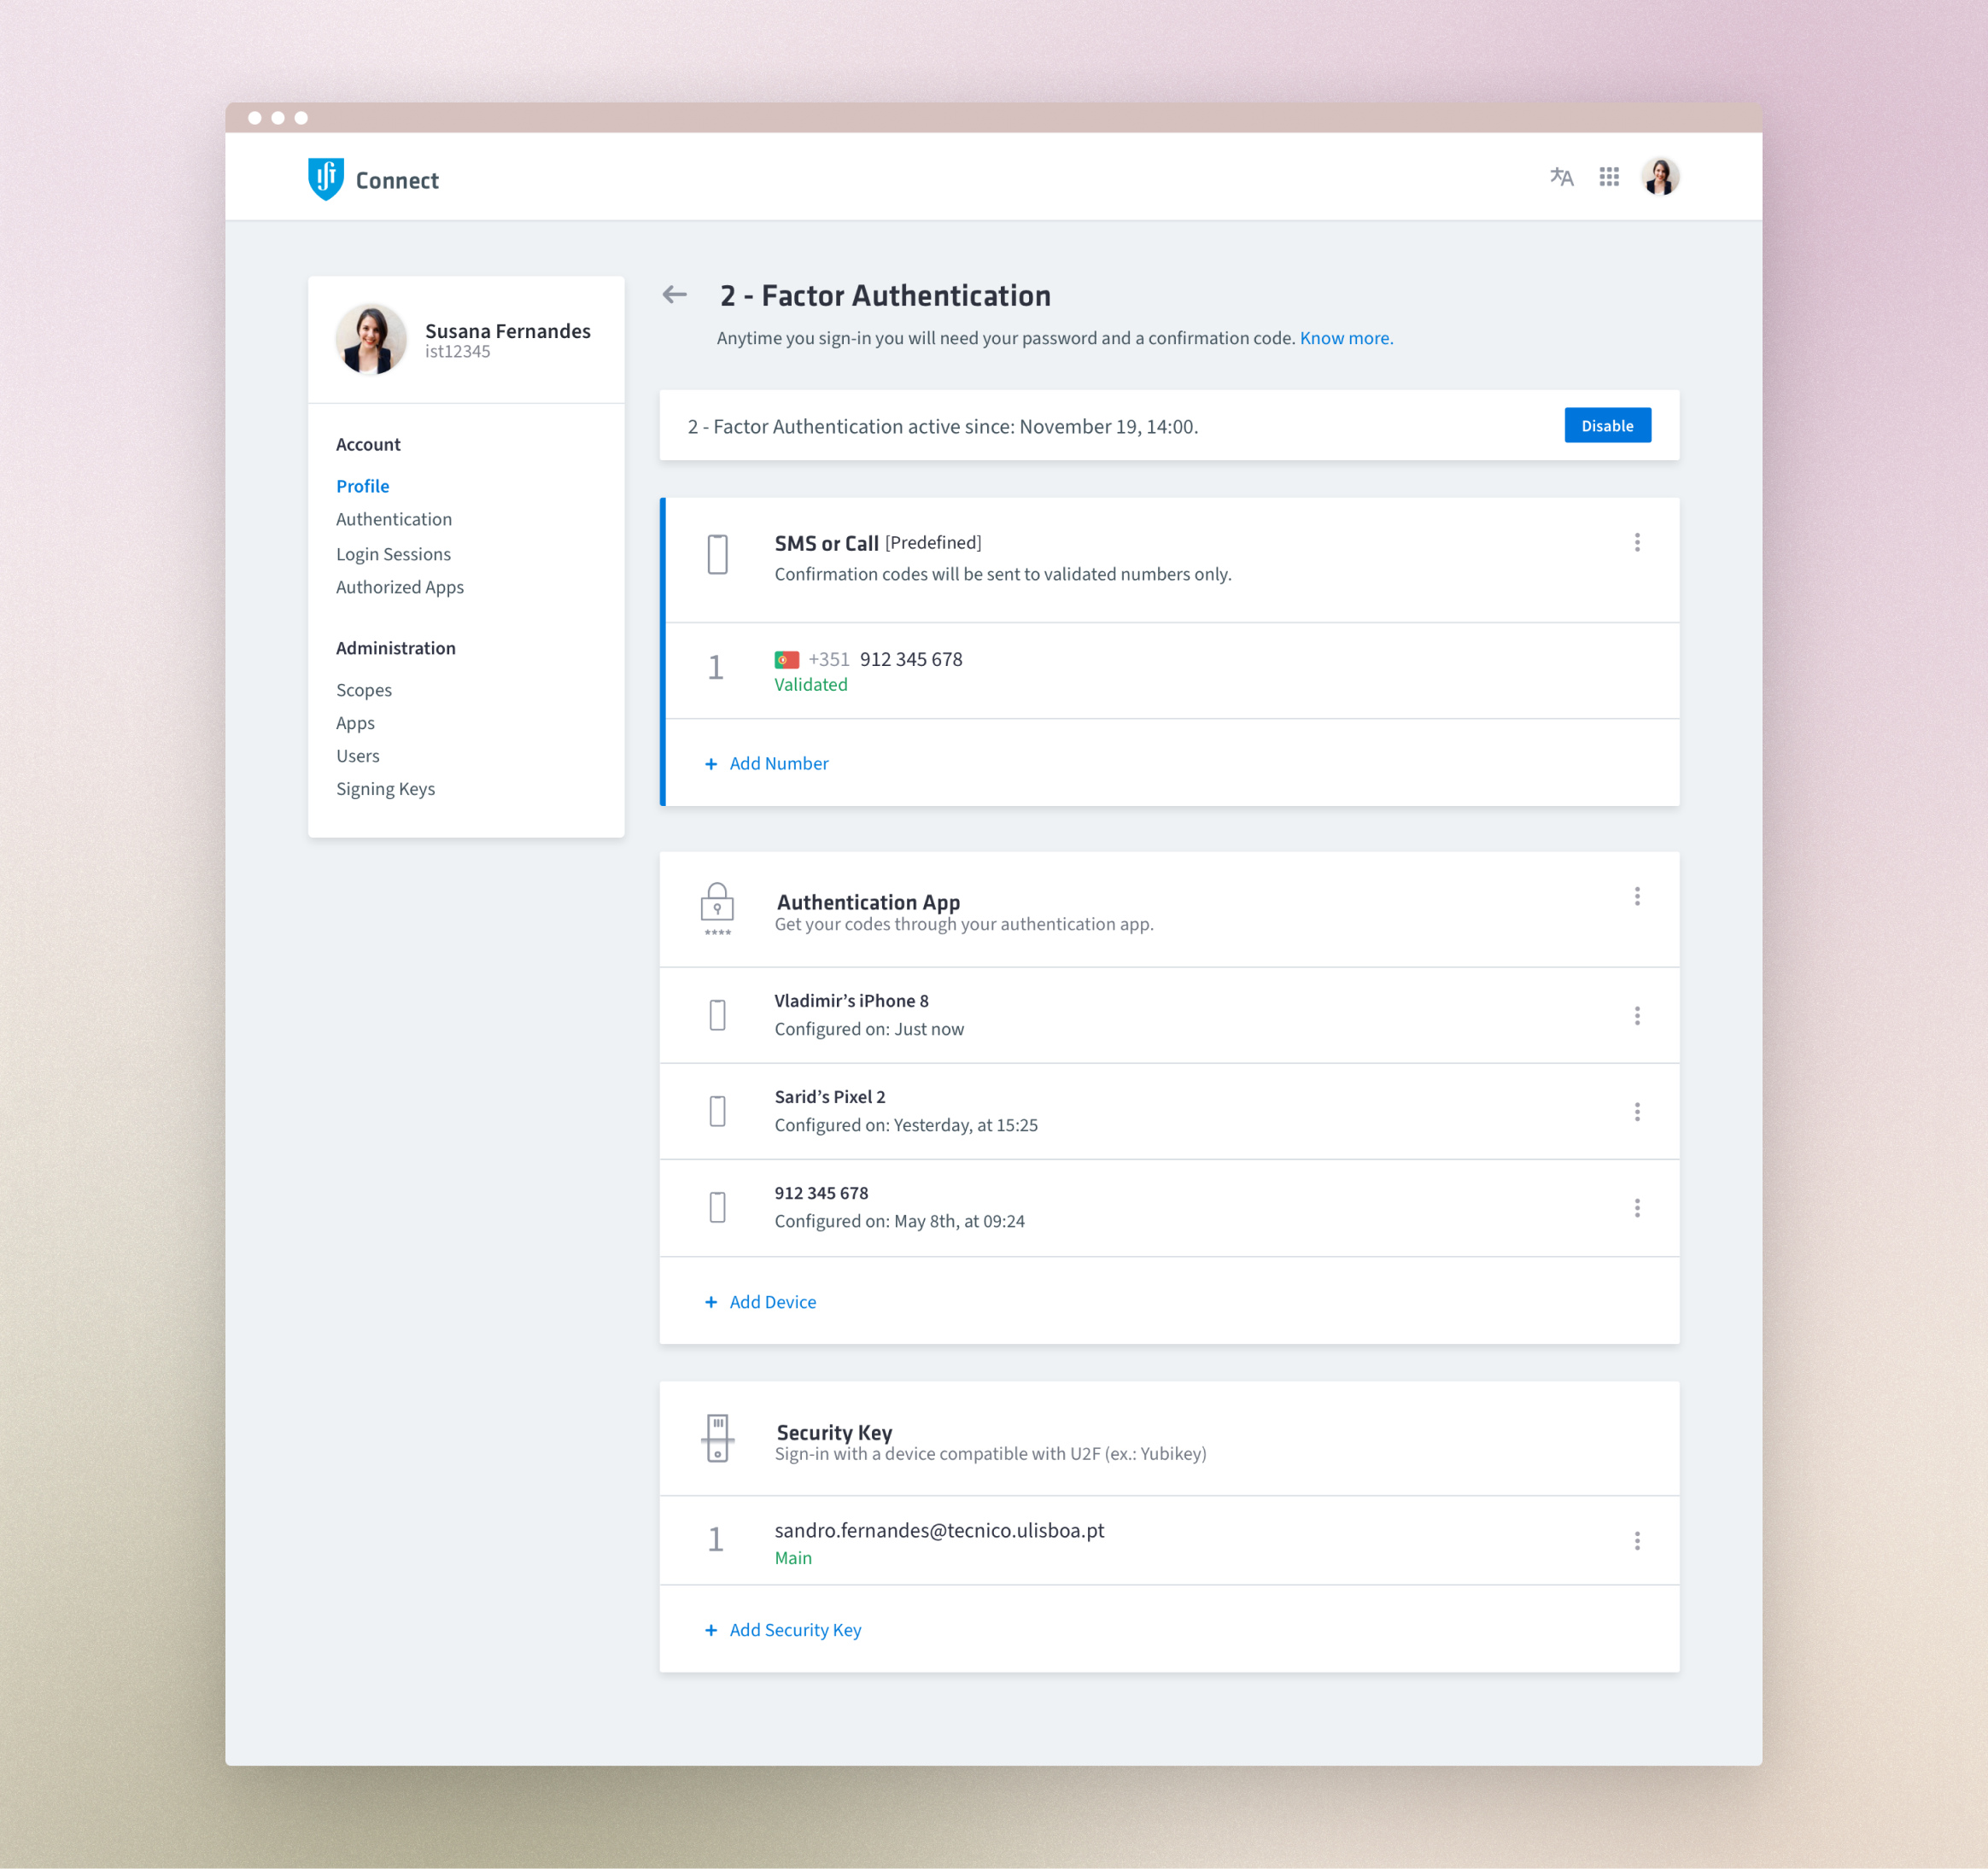 Connect
Susana Fernandes
ist12345
Account
Profile
Authentication
Login Sessions
Authorized Apps
Administration
Scopes
Apps
Users
Signing Keys
2 - Factor Authentication
Anytime you sign-in you will need your password and a confirmation code. Know more.
2 - Factor Authentication active since: November 19, 14:00.
Disable
SMS or Call [Predefined]
Confirmation codes will be sent to validated numbers only.
1
+351 912 345 678
Validated
+ Add Number
****
Authentication App
Get your codes through your authentication app.
Vladimir’s iPhone 8
Configured on: Just now
Sarid’s Pixel 2
Configured on: Yesterday, at 15:25
912 345 678
Configured on: May 8th, at 09:24
+ Add Device
Security Key
Sign-in with a device compatible with U2F (ex.: Yubikey)
1
sandro.fernandes@tecnico.ulisboa.pt
Main
+ Add Security Key